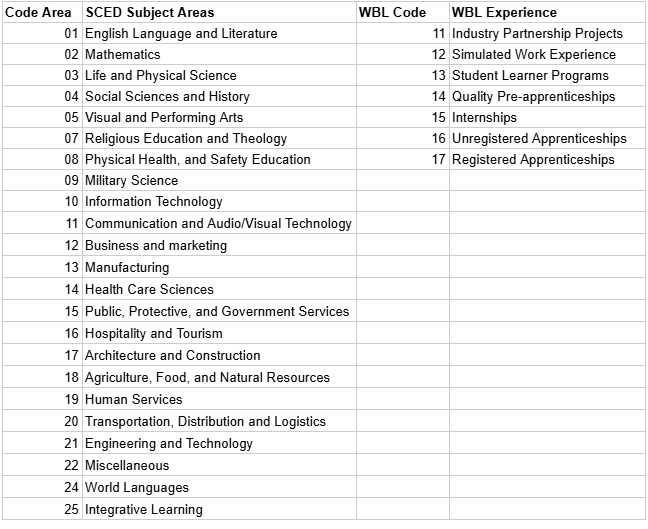 Code Area SCED Subject Areas WBL Code WBL Experience
01 English Language and Literature 11 Industry Partnership Projects
02 Mathematics 12 Simulated Work Experience
03 Life and Physical Science 13 Student Learner Programs
04 Social Sciences and History 14 Quality Pre-apprenticeships
05 Visual and Performing Arts 15 Internships
07 Religious Education and Theology 16 Unregistered Apprenticeships
08 Physical Health, and Safety Education 17 Registered Apprenticeships
09 Military Science
10 Information Technology
11 Communication and Audio/Visual Technology
12 Business and marketing
13 Manufacturing
14 Health Care Sciences
15 Public, Protective, and Government Services
16 Hospitality and Tourism
17 Architecture and Construction
18 Agriculture, Food, and Natural Resources
19 Human Services
20 Transportation, Distribution and Logistics
21 Engineering and Technology
22 Miscellaneous
24 World Languages
25 Integrative Learning